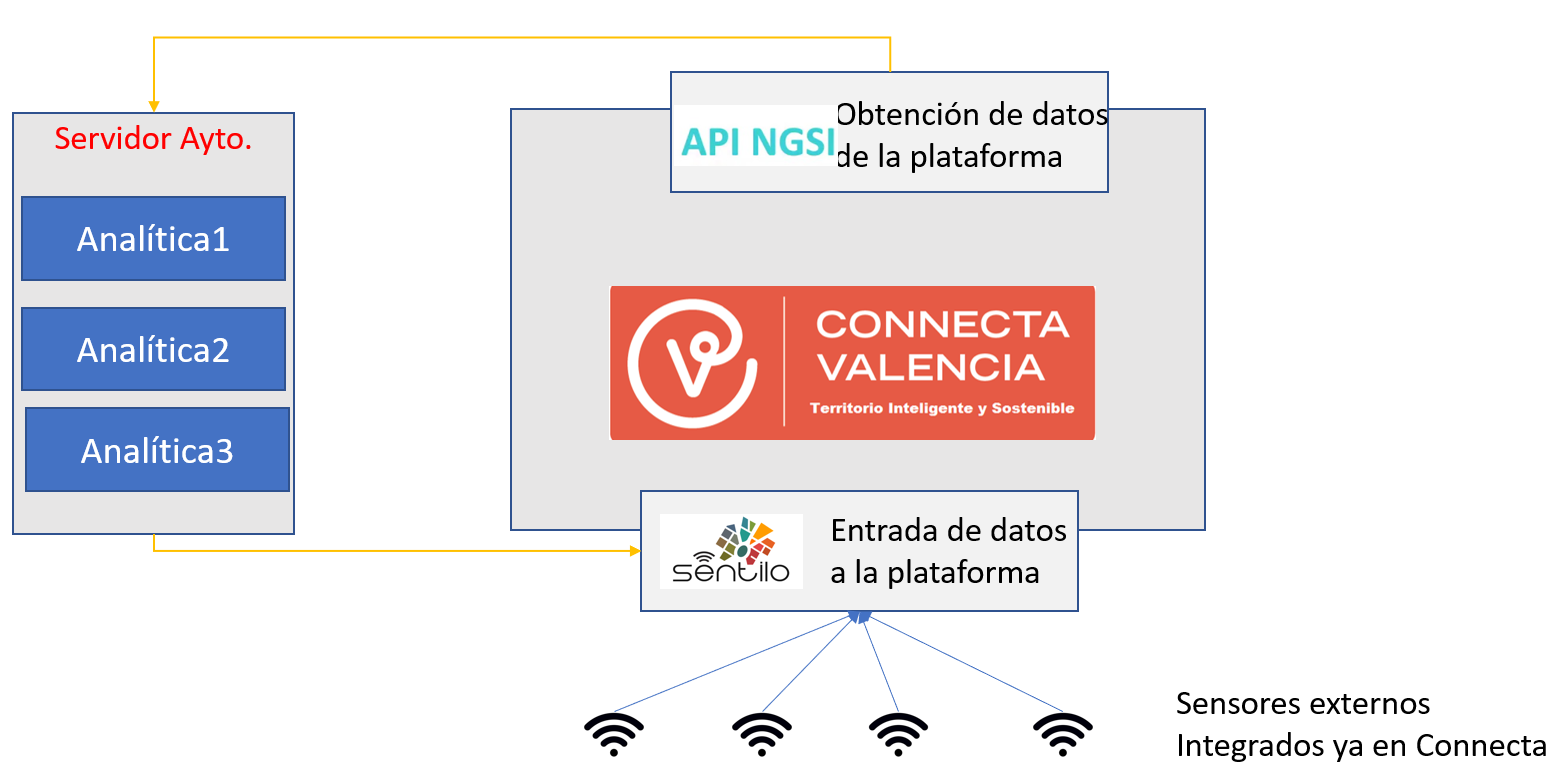 Servidor Ayto.
Analítica1
Analítica2
Analítica3
API NGSI
Obtención de datos
de la plataforma
CONNECTA
VALENCIA
Territorio Inteligente y Sostenible
sentilo
Entrada de datos
a la plataforma
Sensores externos
Integrados ya en Connecta